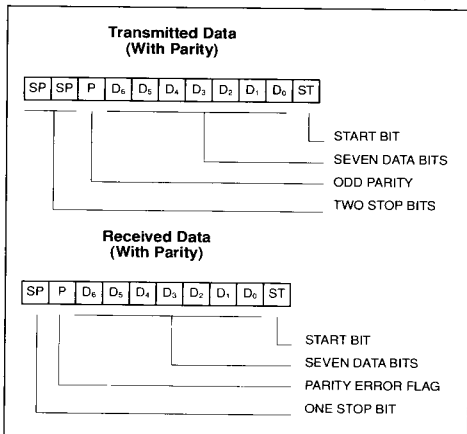 Transmitted Data
(With Parity)
SP SP P D₆ D₅ D₄ D₃ D₂ D₁ D₀ ST
START BIT
SEVEN DATA BITS
ODD PARITY
TWO STOP BITS
Received Data
(With Parity)
SP P D₆ D₅ D₄ D₃ D₂ D₁ D₀ ST
START BIT
SEVEN DATA BITS
PARITY ERROR FLAG
ONE STOP BIT